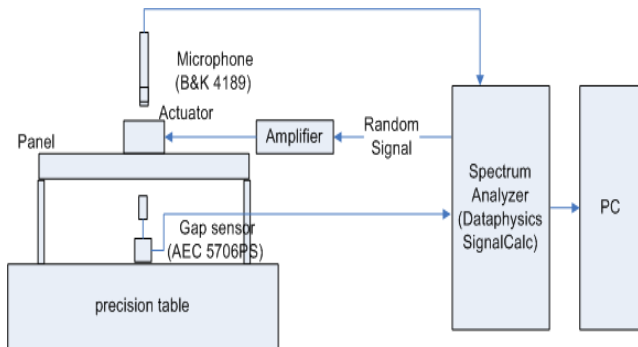 Microphone
(B&K 4189)
Actuator
Panel
Amplifier
Random
Signal
Gap sensor
(AEC 5706PS)
precision table
Spectrum
Analyzer
(Dataphysics
SignalCalc)
PC